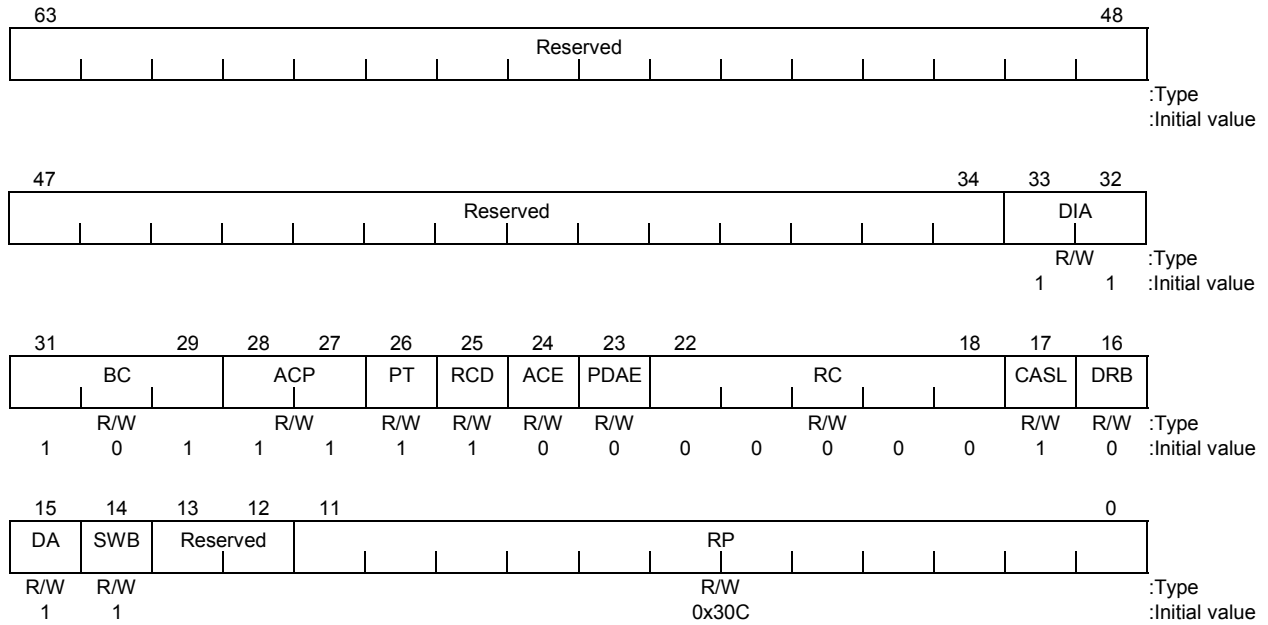 63 48
Reserved
:Type
:Initial value
47 34 33 32
Reserved DIA
R/W :Type
1 1 :Initial value
31 29 28 27 26 25 24 23 22 18 17 16
BC ACP PT RCD ACE PDAE RC CASL DRB
R/W R/W R/W R/W R/W R/W R/W R/W R/W :Type
1 0 1 1 1 1 1 0 0 0 0 0 0 0 1 0 :Initial value
15 14 13 12 11 0
DA SWB Reserved RP
R/W R/W R/W :Type
1 1 0x30C :Initial value